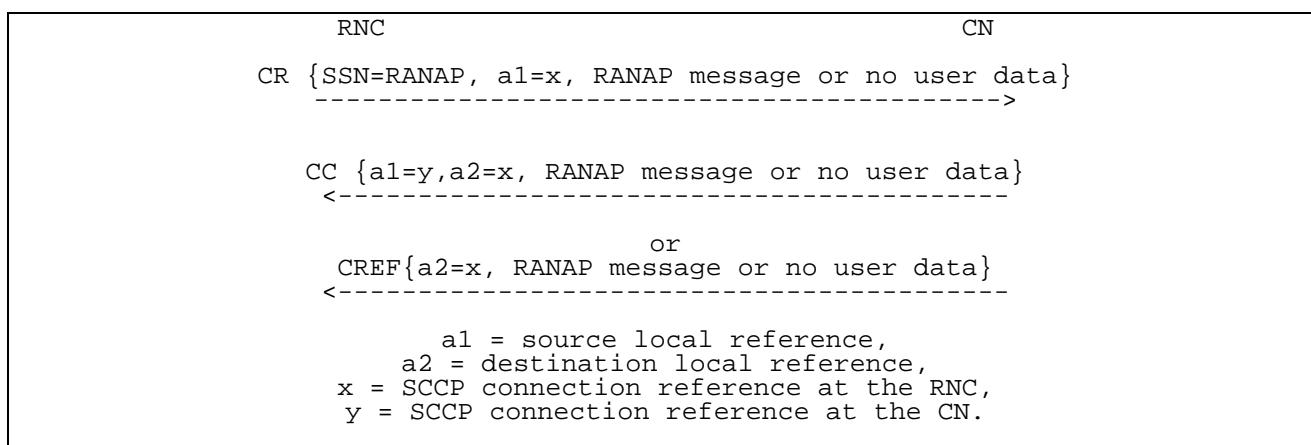 RNC CN
CR {SSN=RANAP, a1=x, RANAP message or no user data}
------------------------------------------->
CC {a1=y,a2=x, RANAP message or no user data}
<------------------------------------------
or
CREF{a2=x, RANAP message or no user data}
<------------------------------------------
a1 = source local reference,
a2 = destination local reference,
x = SCCP connection reference at the RNC,
y = SCCP connection reference at the CN.